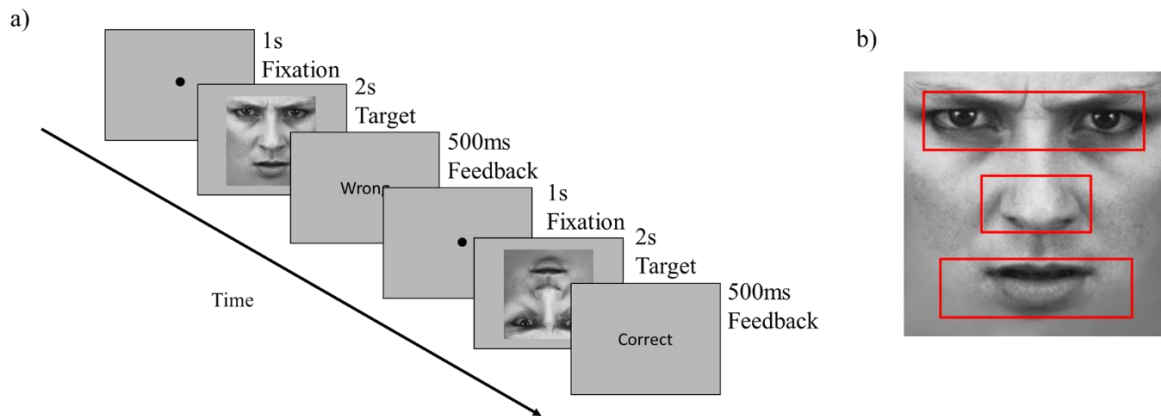 a)
1s
Fixation
2s
Target
500ms
Feedback
Wrong
1s
Fixation
2s
Target
500ms
Feedback
Correct
Time
b)